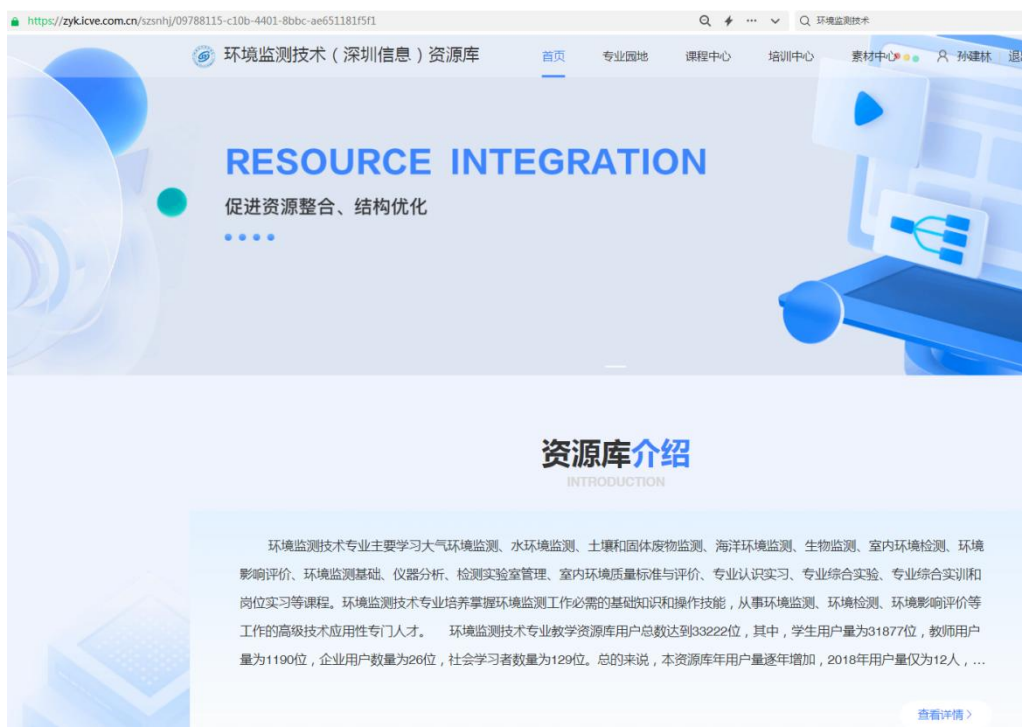 https://zyk.icve.com.cn/szsnhj/09788115-c10b-4401-8bbc-ae651181f5f1
环境监测技术
环境监测技术（深圳信息）资源库
首页 专业园地 课程中心 培训中心 素材中心 孙建林
RESOURCE INTEGRATION
促进资源整合、结构优化
资源库介绍
INTRODUCTION
环境监测技术专业主要学习大气环境监测、水环境监测、土壤和固体废物监测、海洋环境监测、生物监测、室内环境检测、环境
影响评价、环境监测基础、仪器分析、检测实验室管理、室内环境质量标准与评价、专业认识实习、专业综合实验、专业综合实训和
岗位实习等课程。环境监测技术专业培养掌握环境监测工作必需的基础知识和操作技能，从事环境监测、环境检测、环境影响评价等
工作的高级技术应用性专门人才。 环境监测技术专业教学资源库用户总数达到33222位，其中，学生用户量为31877位，教师用户
量为1190位，企业用户数量为26位，社会学习者数量为129位。总的来说，本资源库年用户量逐年增加，2018年用户量仅为12人，...
查看详情>